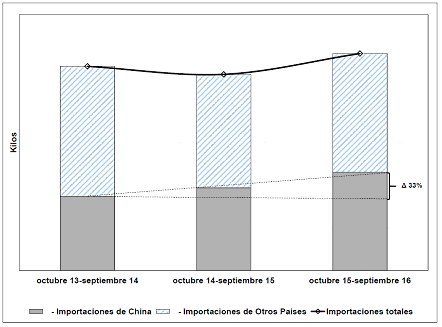 Kilos
Δ 33%
octubre 13-septiembre 14 octubre 14-septiembre 15 octubre 15-septiembre 16
- Importaciones de China - Importaciones de Otros Paises Importaciones totales